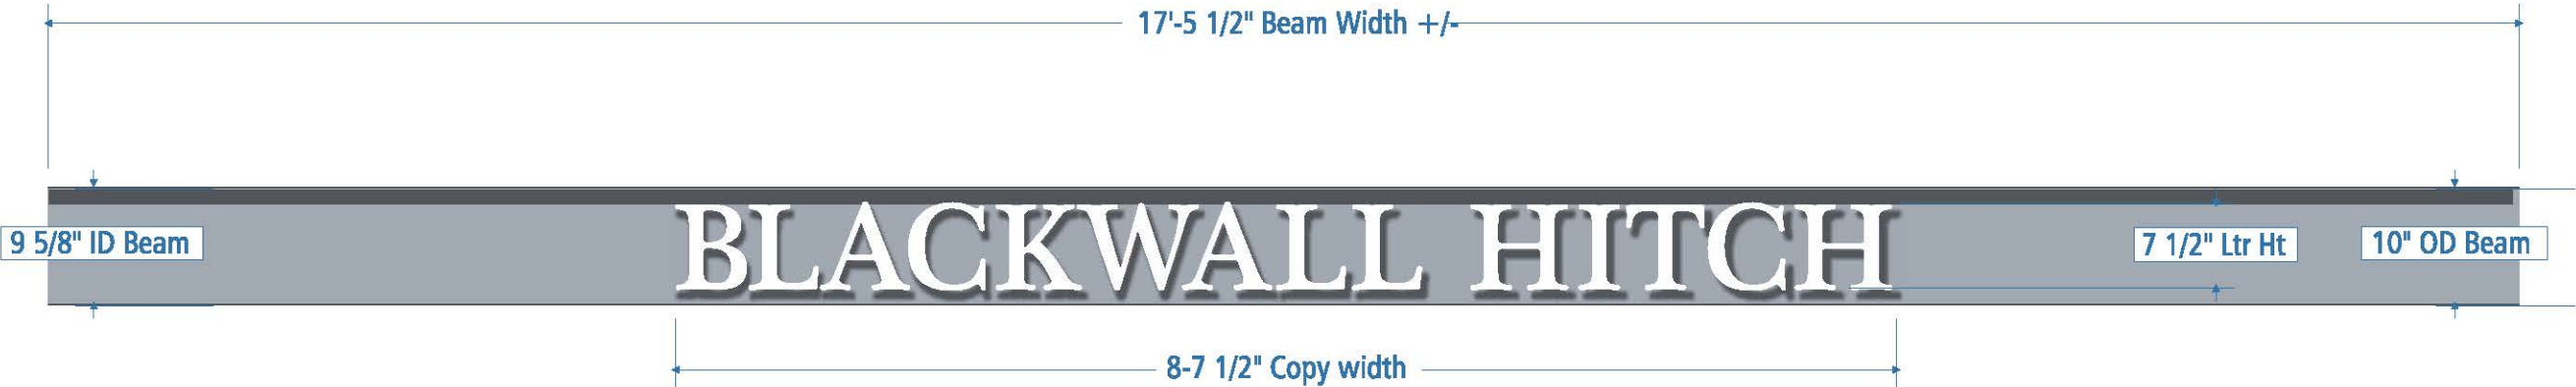 17'-5 1/2" Beam Width +/-
BLACKWALL HITCH
9 5/8" ID Beam
7 1/2" Ltr Ht
10" OD Beam
8-7 1/2" Copy width